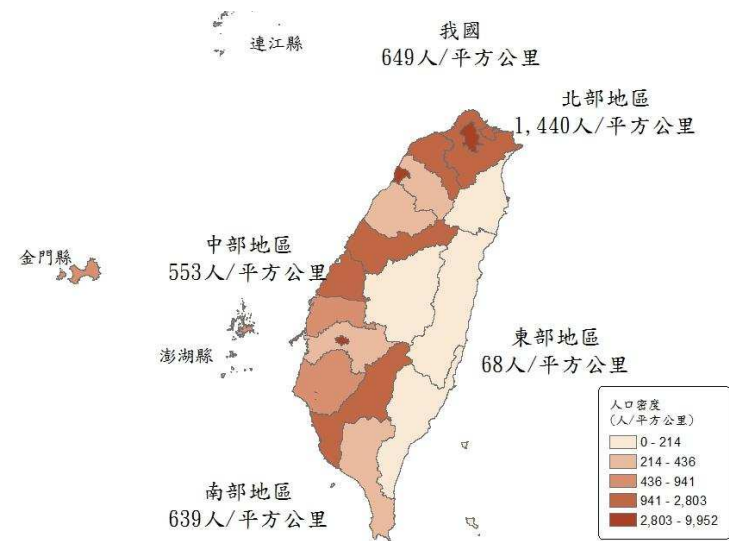 連江縣
我國
649人/平方公里
北部地區
1,440人/平方公里
金門縣
中部地區
553人/平方公里
澎湖縣
東部地區
68人/平方公里
南部地區
639人/平方公里
人口密度
(人/平方公里)
0 - 214
214 - 436
436 - 941
941 - 2,803
2,803 - 9,952